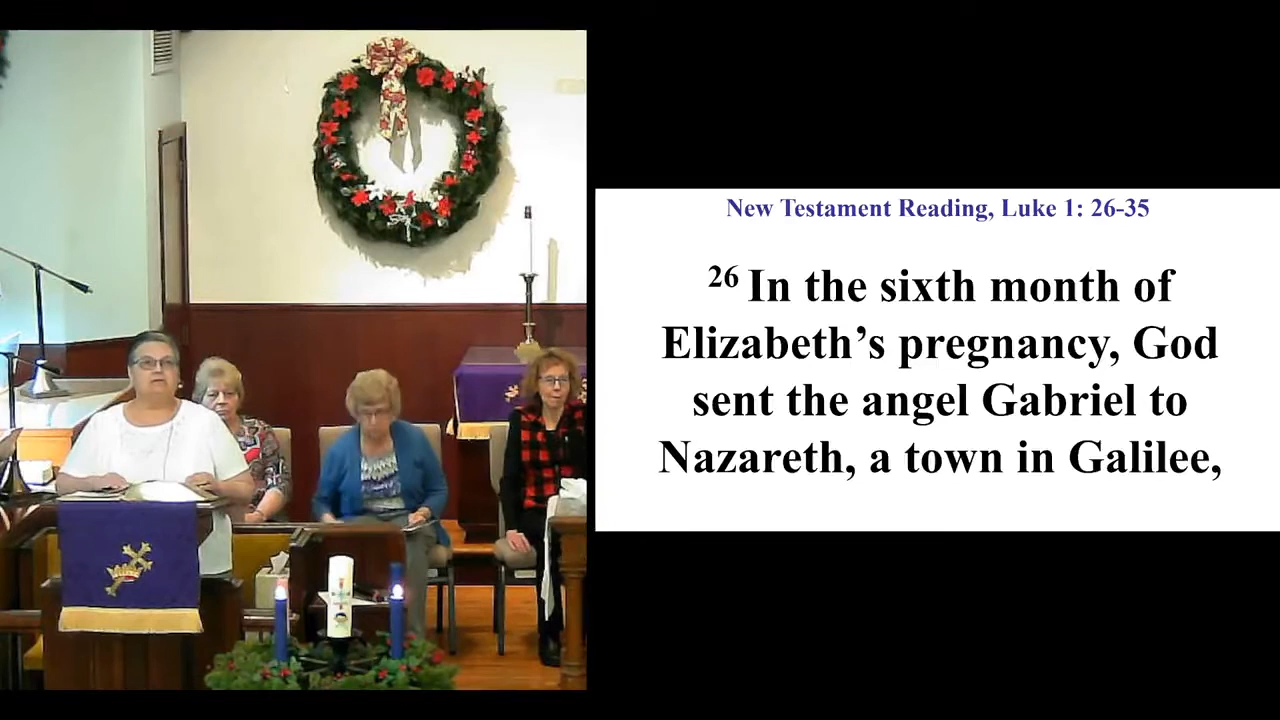 New Testament Reading, Luke 1: 26-35
26 In the sixth month of
Elizabeth’s pregnancy, God
sent the angel Gabriel to
Nazareth, a town in Galilee,